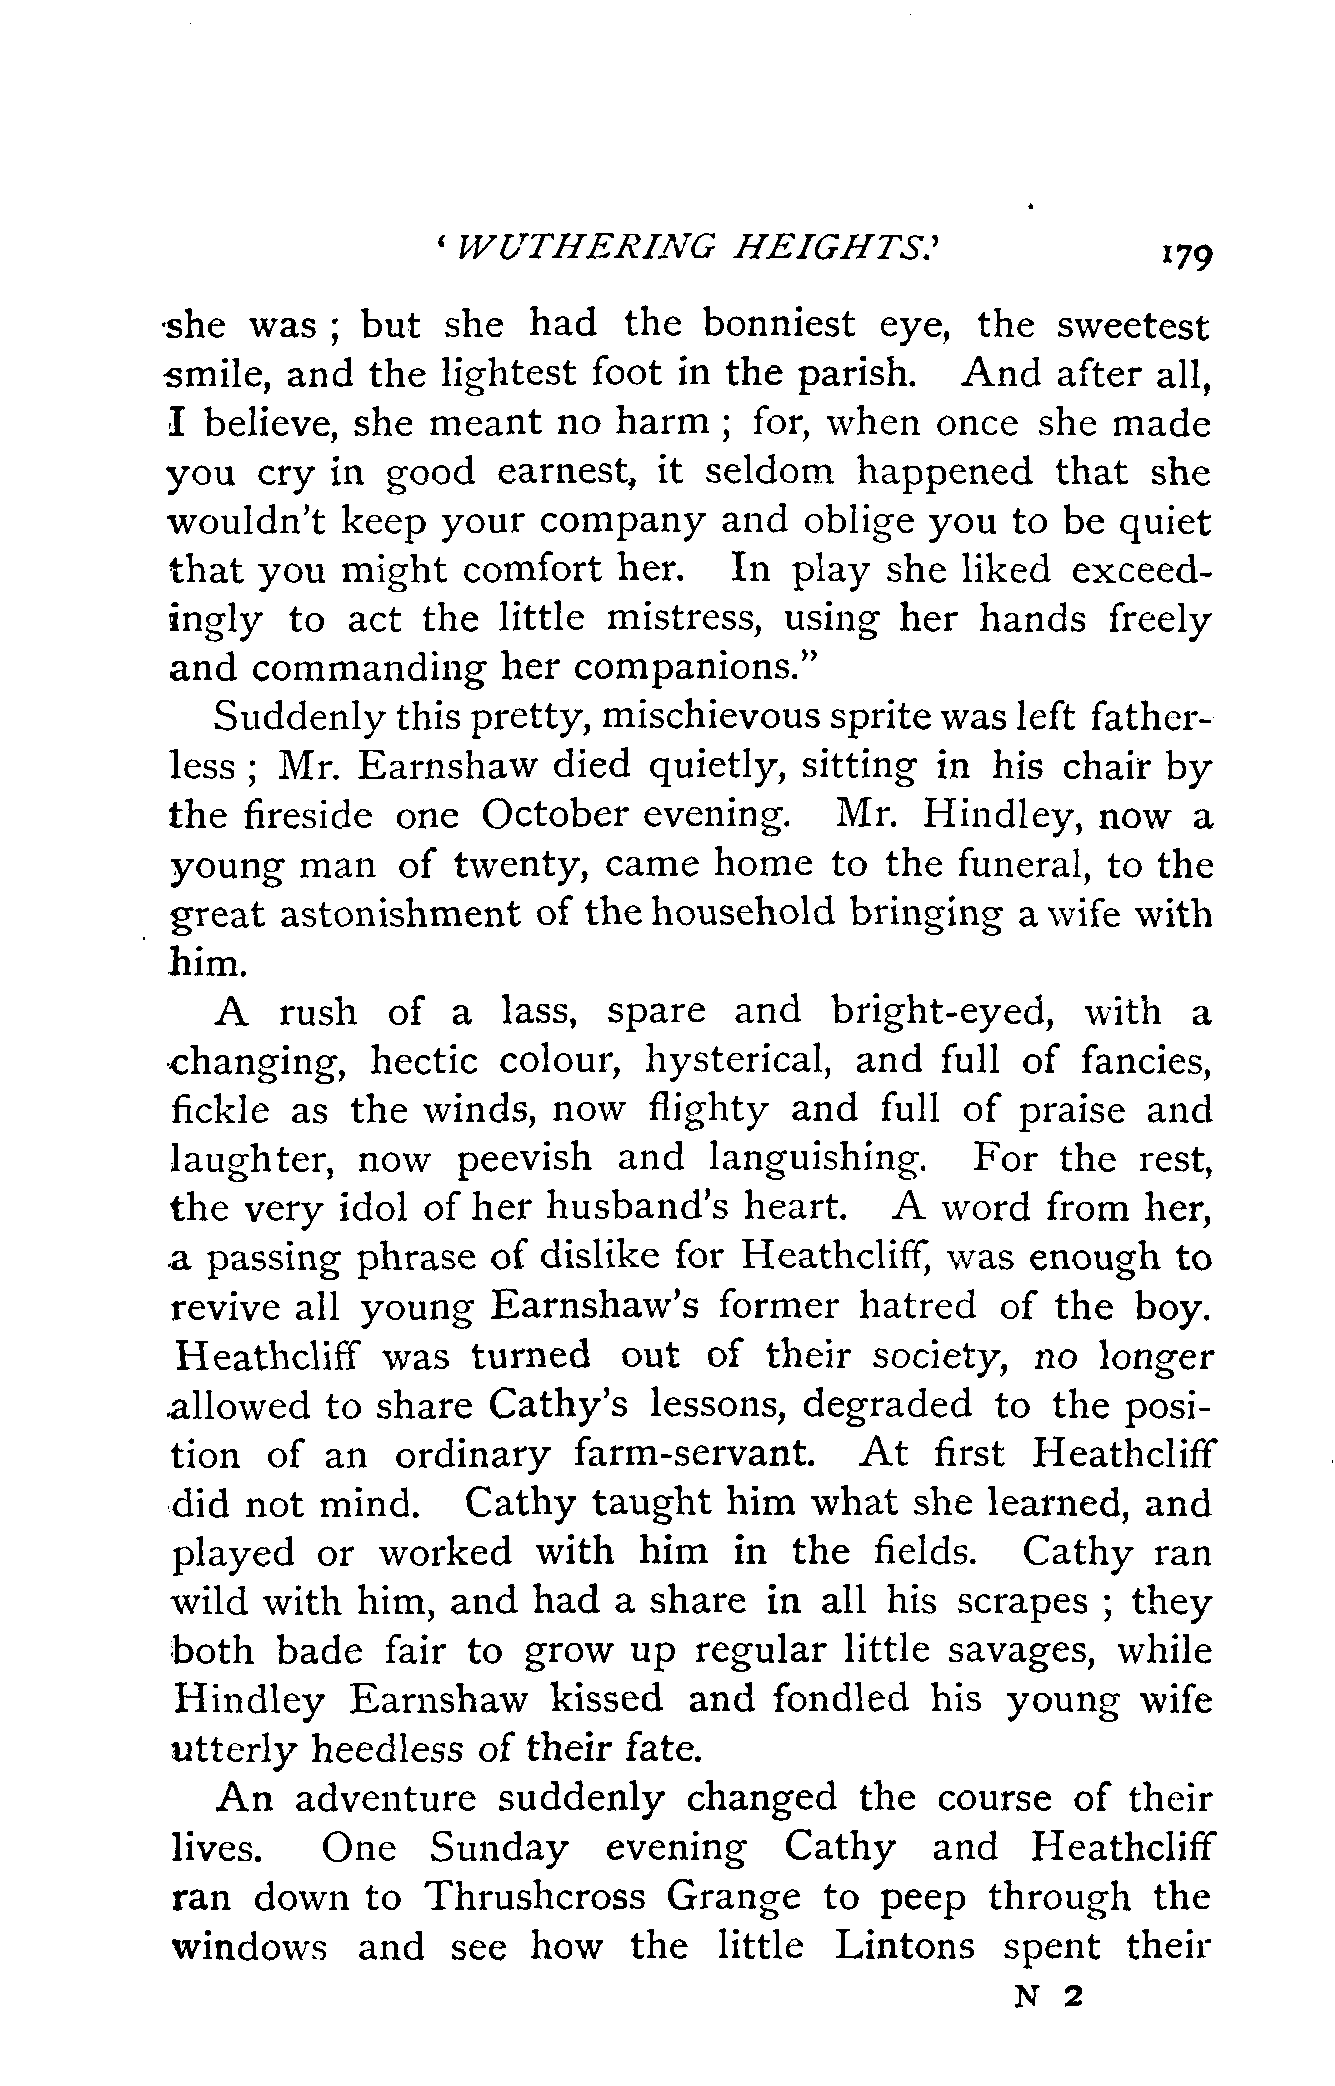 ‘ WUTHERING HEIGHTS.’ 179
she was ; but she had the bonniest eye, the sweetest
smile, and the lightest foot in the parish. And after all,
I believe, she meant no harm ; for, when once she made
you cry in good earnest, it seldom happened that she
wouldn't keep your company and oblige you to be quiet
that you might comfort her. In play she liked exceed-
ingly to act the little mistress, using her hands freely
and commanding her companions.”
Suddenly this pretty, mischievous sprite was left father-
less ; Mr. Earnshaw died quietly, sitting in his chair by
the fireside one October evening. Mr. Hindley, now a
young man of twenty, came home to the funeral, to the
great astonishment of the household bringing a wife with
him.
A rush of a lass, spare and bright-eyed, with a
changing, hectic colour, hysterical, and full of fancies,
fickle as the winds, now flighty and full of praise and
laughter, now peevish and languishing. For the rest,
the very idol of her husband's heart. A word from her,
a passing phrase of dislike for Heathcliff, was enough to
revive all young Earnshaw's former hatred of the boy.
Heathcliff was turned out of their society, no longer
allowed to share Cathy's lessons, degraded to the posi-
tion of an ordinary farm-servant. At first Heathcliff
did not mind. Cathy taught him what she learned, and
played or worked with him in the fields. Cathy ran
wild with him, and had a share in all his scrapes ; they
both bade fair to grow up regular little savages, while
Hindley Earnshaw kissed and fondled his young wife
utterly heedless of their fate.
An adventure suddenly changed the course of their
lives. One Sunday evening Cathy and Heathcliff
ran down to Thrushcross Grange to peep through the
windows and see how the little Lintons spent their
N 2